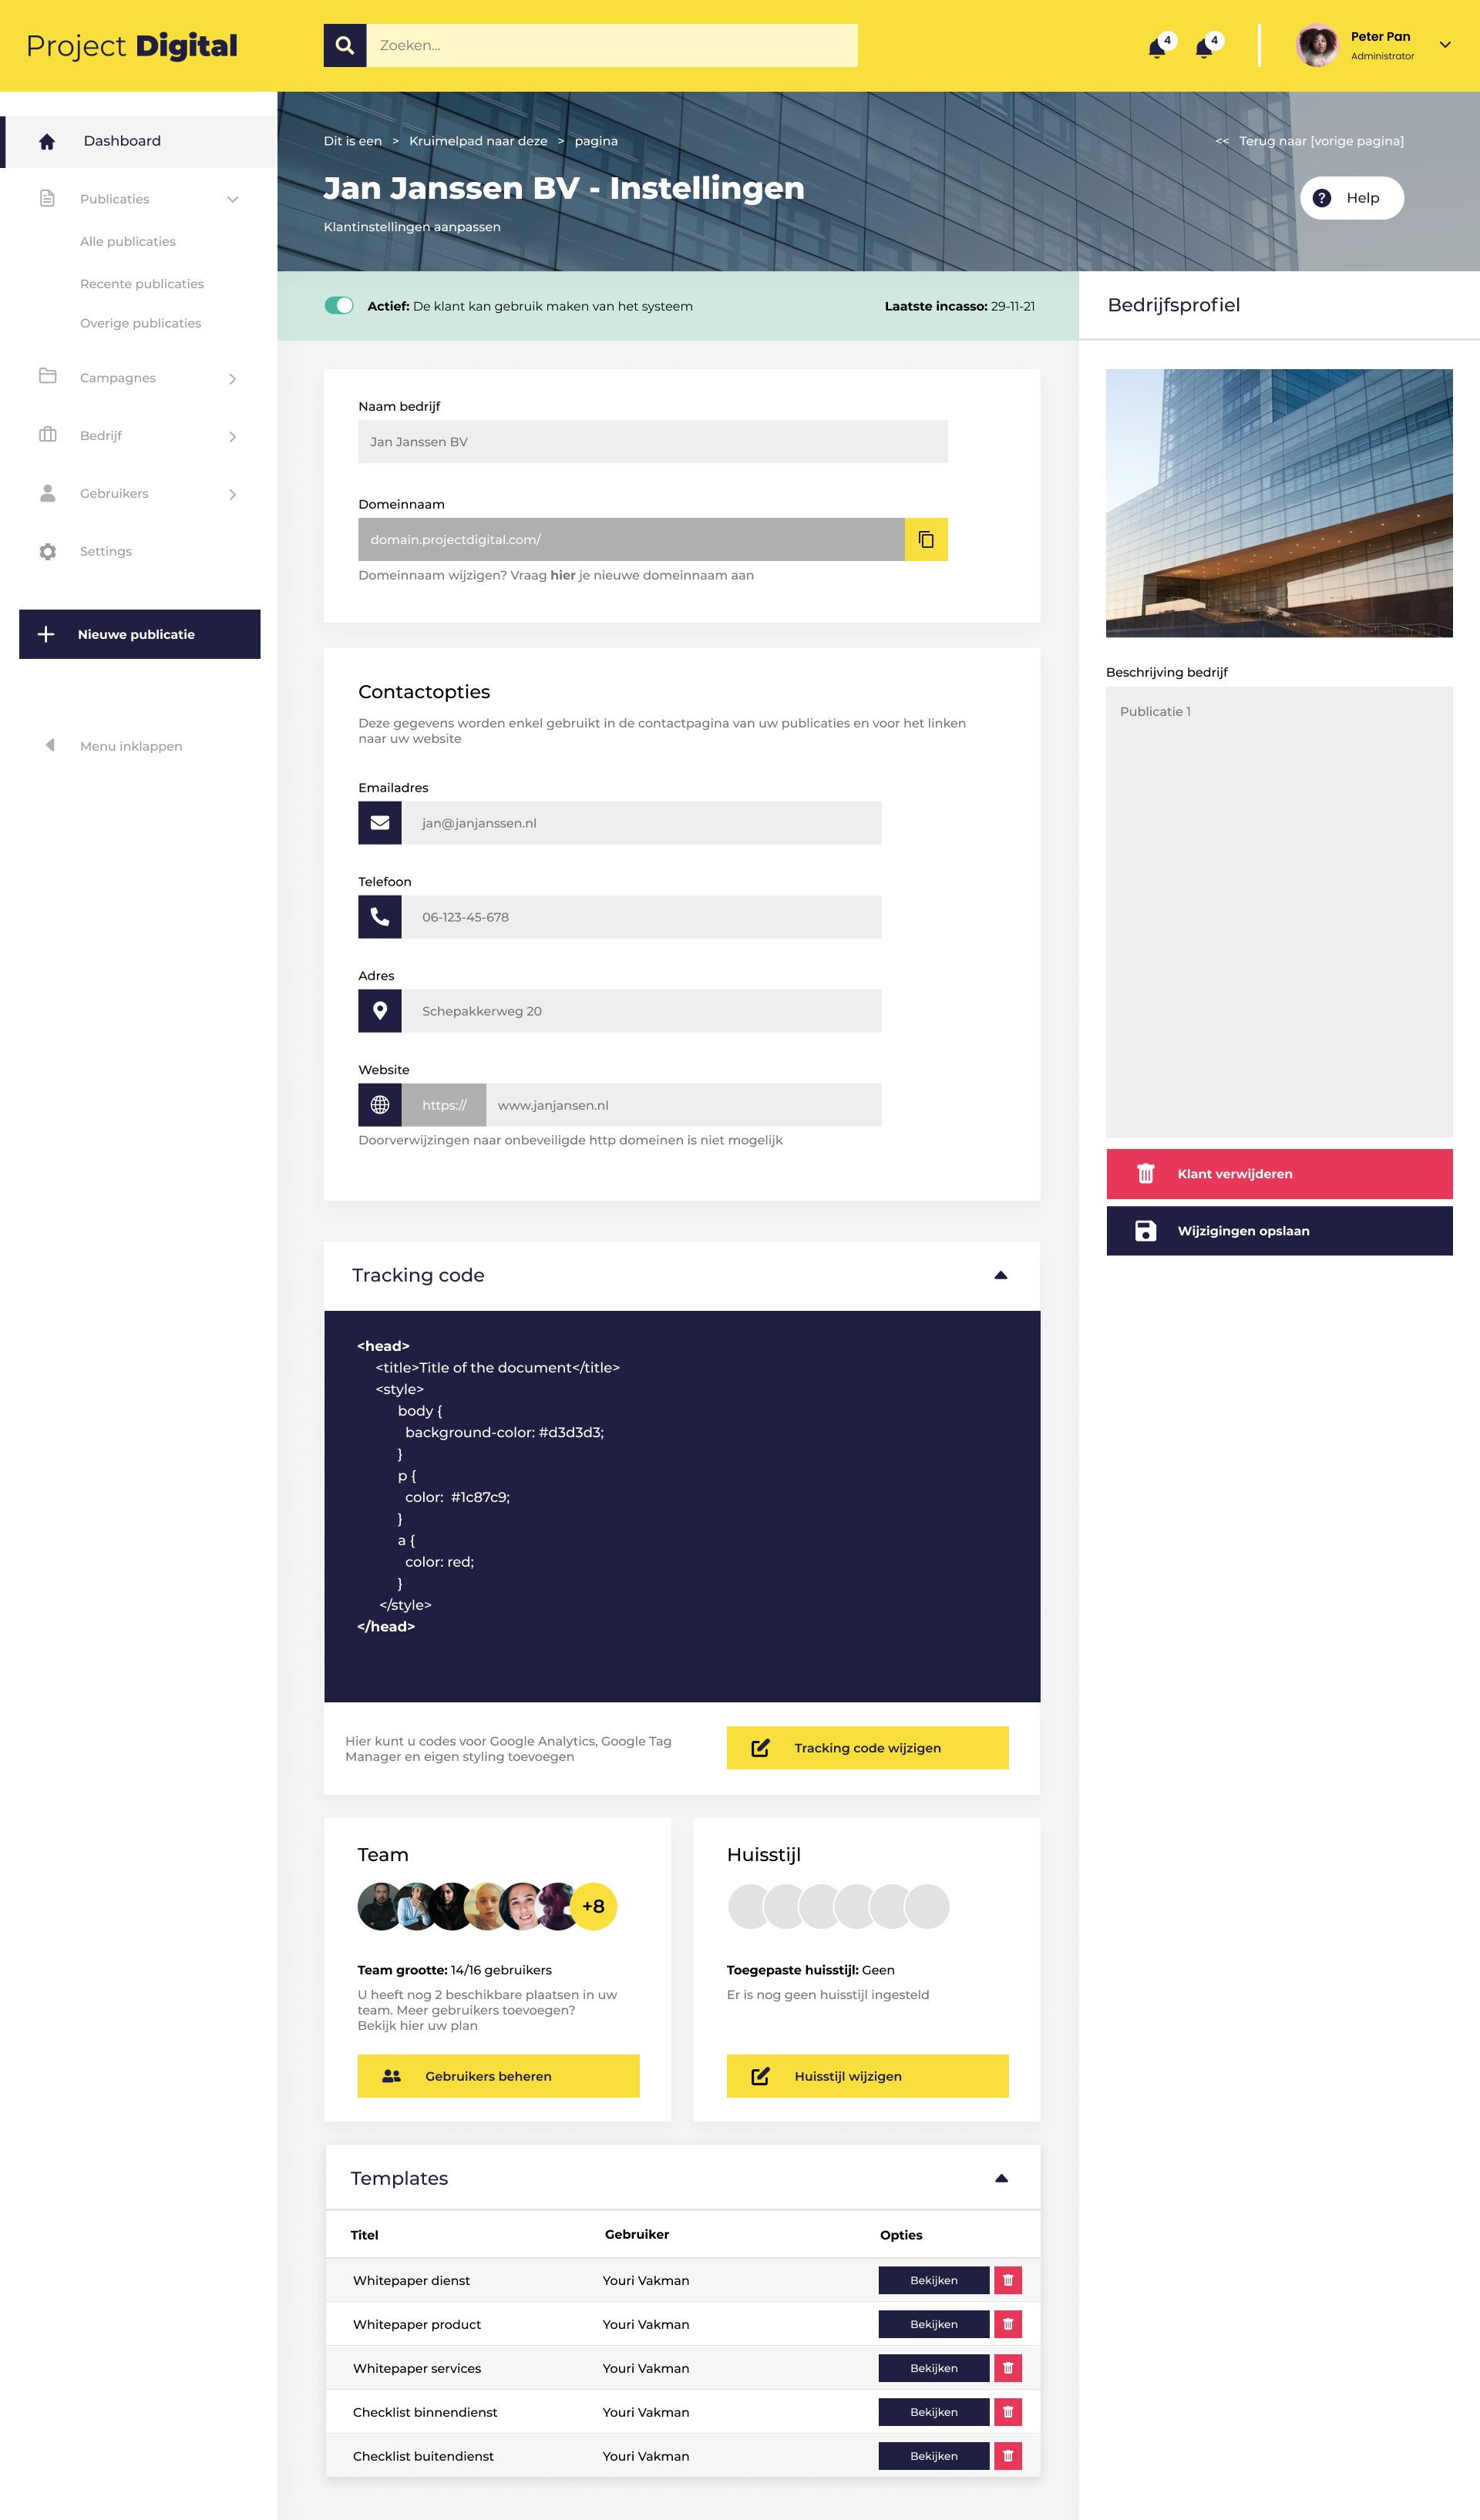 Project Digital
Zoeken...
4
4
Peter Pan
Administrator
Dashboard
Publicaties
Alle publicaties
Recente publicaties
Overige publicaties
Campagnes
Bedrijf
Gebruikers
Settings
Nieuwe publicatie
Menu inklappen
Dit is een > Kruimelpad naar deze > pagina
<< Terug naar [vorige pagina]
Jan Janssen BV - Instellingen
Klantinstellingen aanpassen
? Help
Actief: De klant kan gebruik maken van het systeem
Laatste incasso: 29-11-21
Naam bedrijf
Jan Janssen BV
Domeinnaam
domain.projectdigital.com/
Domeinnaam wijzigen? Vraag hier je nieuwe domeinnaam aan
Contactopties
Deze gegevens worden enkel gebruikt in de contactpagina van uw publicaties en voor het linken
naar uw website
Emailadres
jan@janjanssen.nl
Telefoon
06-123-45-678
Adres
Schepakkerweg 20
Website
https:// www.janjansen.nl
Doorverwijzingen naar onbeveiligde http domeinen is niet mogelijk
Tracking code
<head>
<title>Title of the document</title>
<style>
body {
background-color: #d3d3d3;
}
p {
color: #1c87c9;
}
a {
color: red;
}
</style>
</head>
Hier kunt u codes voor Google Analytics, Google Tag
Manager en eigen styling toevoegen
Tracking code wijzigen
Team
+8
Team grootte: 14/16 gebruikers
U heeft nog 2 beschikbare plaatsen in uw
team. Meer gebruikers toevoegen?
Bekijk hier uw plan
Gebruikers beheren
Huisstijl
Toegepaste huisstijl: Geen
Er is nog geen huisstijl ingesteld
Huisstijl wijzigen
Templates
Titel Gebruiker Opties
Whitepaper dienst Youri Vakman Bekijken
Whitepaper product Youri Vakman Bekijken
Whitepaper services Youri Vakman Bekijken
Checklist binnendienst Youri Vakman Bekijken
Checklist buitendienst Youri Vakman Bekijken
Bedrijfsprofiel
Beschrijving bedrijf
Publicatie 1
Klant verwijderen
Wijzigingen opslaan